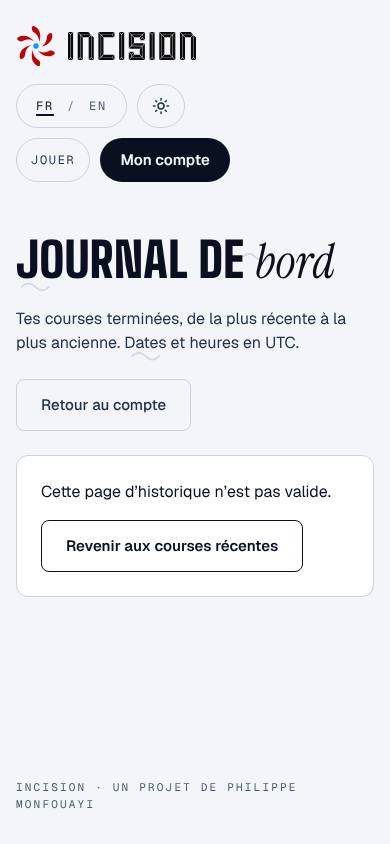 INCISION
FR / EN
JOUER
Mon compte
JOURNAL DE bord
Tes courses terminées, de la plus récente à la
plus ancienne. Dates et heures en UTC.
Retour au compte
Cette page d’historique n’est pas valide.
Revenir aux courses récentes
INCISION · UN PROJET DE PHILIPPE
MONFOUAYI